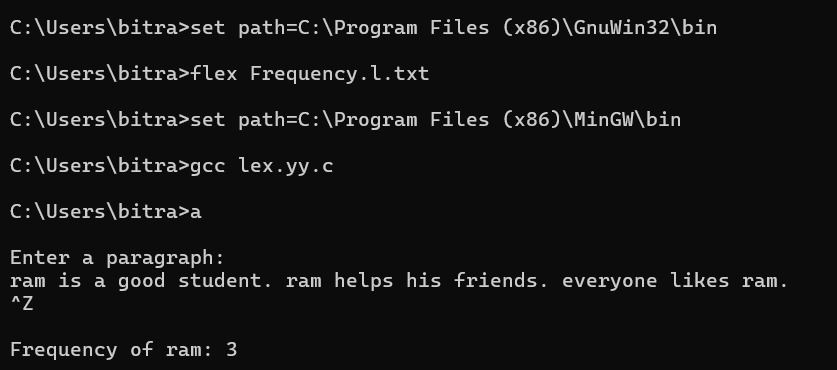 C:\Users\bitra>set path=C:\Program Files (x86)\GnuWin32\bin
C:\Users\bitra>flex Frequency.l.txt
C:\Users\bitra>set path=C:\Program Files (x86)\MinGW\bin
C:\Users\bitra>gcc lex.yy.c
C:\Users\bitra>a
Enter a paragraph:
ram is a good student. ram helps his friends. everyone likes ram.
^Z
Frequency of ram: 3